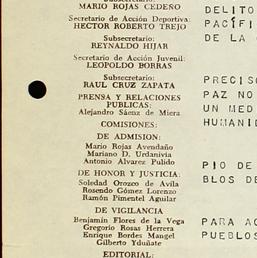 Subsecretario:
MARIO ROJAS CEDEÑO
Secretario de Acción Deportiva:
HECTOR ROBERTO TREJO
Subsecretario:
REYNALDO HIJAR
Secretario de Acción Juvenil:
LEOPOLDO BORRAS
Subsecretario:
RAUL CRUZ ZAPATA
PRENSA Y RELACIONES
PUBLICAS:
Alejandro Sáenz de Miera
COMISIONES:
DE ADMISION:
Mario Rojas Avendaño
Mariano D. Urdanivia
Antonio Alvarez Pulido
DE HONOR Y JUSTICIA:
Soledad Orozco de Avila
Rosendo Gómez Lorenzo
Ramón Pimentel Aguilar
DE VIGILANCIA
Benjamín Flores de la Vega
Gregorio Rosas Herrera
Enrique Bordes Mangel
Gilberto Yduñate
EDITORIAL:
DELITO
PACÍFI
DE LA
PRECISO
PAZ NO
UN MED
HUMANID
PIO DE
BLOS DE
PARA AC
PUEBLOS